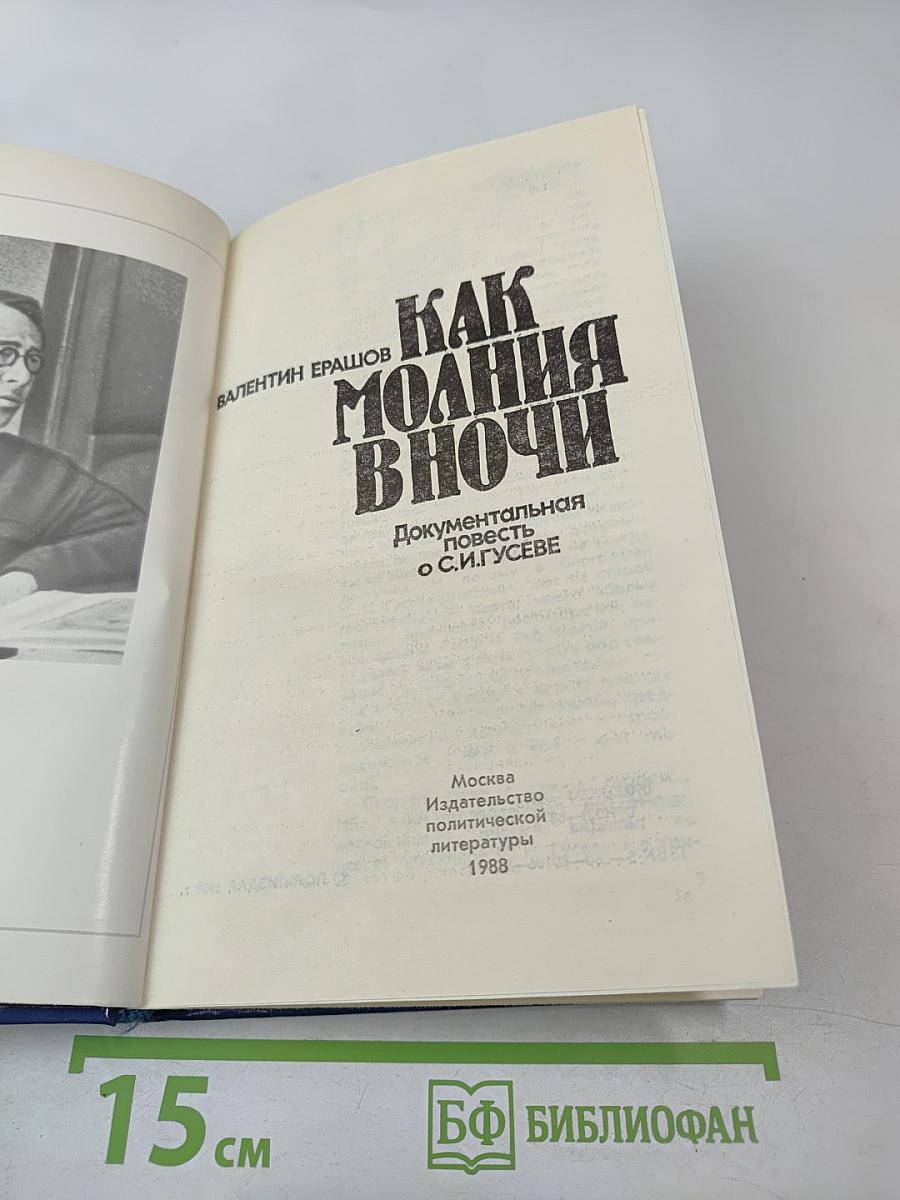 ВАЛЕНТИН ЕРАШОВ
КАК
МОЛНИЯ
В НОЧИ
Документальная
повесть
о С.И.ГУСЕВЕ
Москва
Издательство
политической
литературы
1988
15 см
БФ БИБЛИОФАН